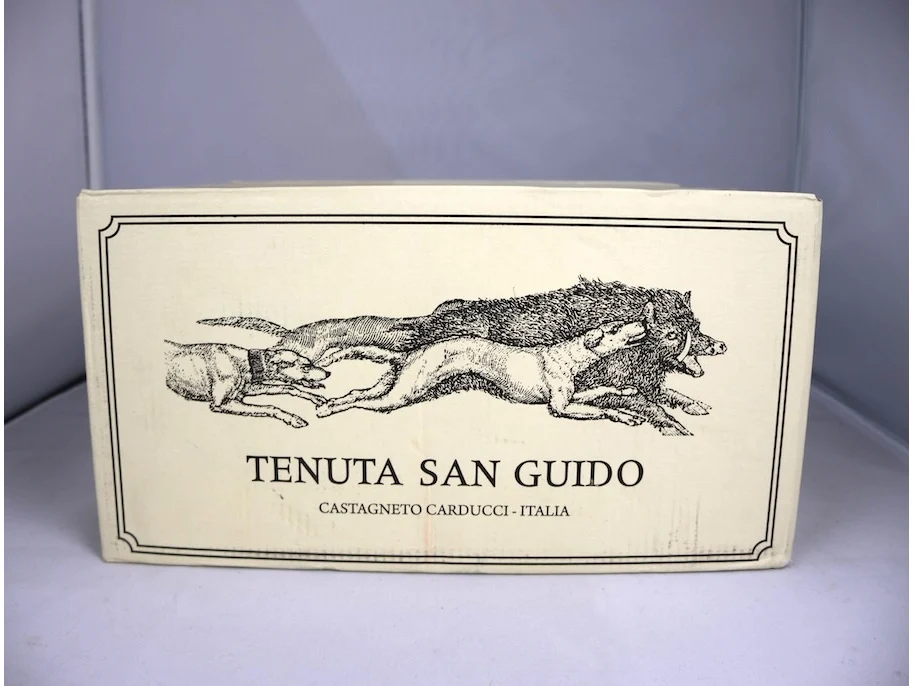 TENUTA SAN GUIDO
CASTAGNETO CARDUCCI - ITALIA